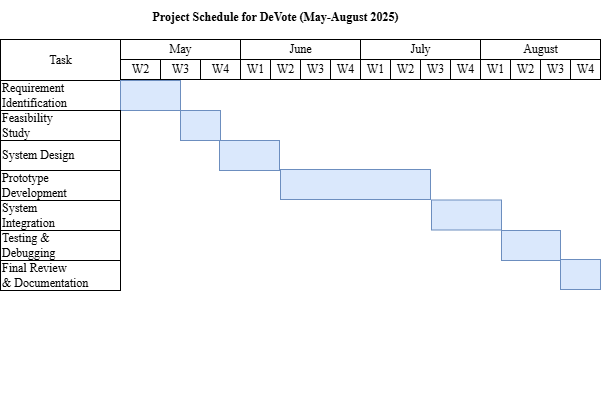 Project Schedule for DeVote (May-August 2025)
Task May June July August
W2 W3 W4 W1 W2 W3 W4 W1 W2 W3 W4 W1 W2 W3 W4
Requirement
Identification
Feasibility
Study
System Design
Prototype
Development
System
Integration
Testing &
Debugging
Final Review
& Documentation